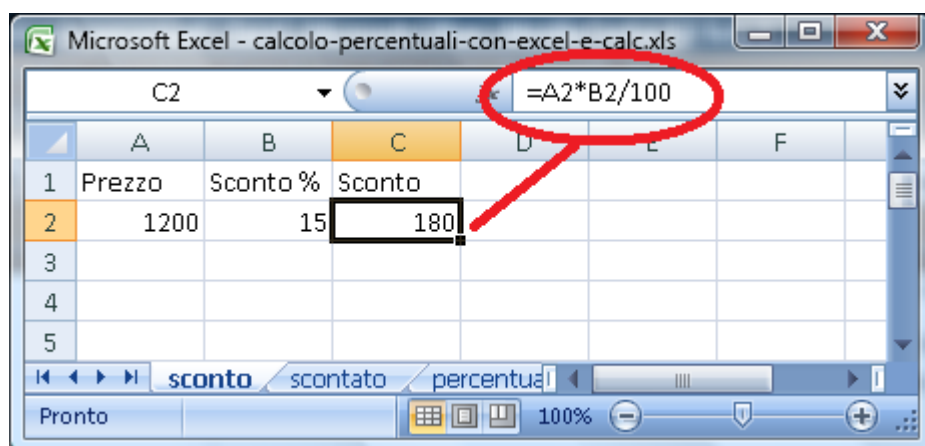 Microsoft Excel - calcolo-percentuali-con-excel-e-calc.xls
C2 =A2*B2/100
A B C D E F
1 Prezzo Sconto % Sconto
2 1200 15 180
3
4
5
sconto scontato percentua
Pronto 100%